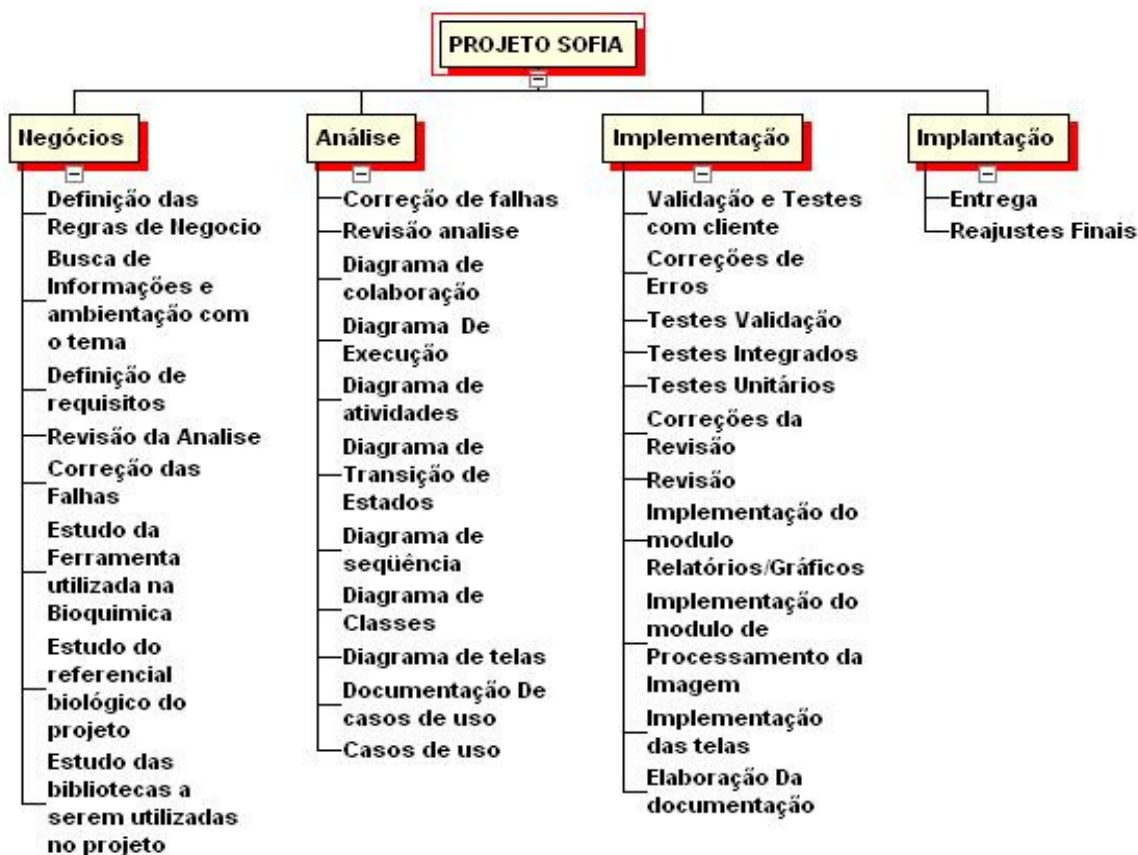 PROJETO SOFIA
Negócios
Definição das
Regras de Negocio
Busca de
Informações e
ambientação com
o tema
Definição de
requisitos
Revisão da Analise
Correção das
Falhas
Estudo da
Ferramenta
utilizada na
Bioquimica
Estudo do
referencial
biológico do
projeto
Estudo das
bibliotecas a
serem utilizadas
no projeto
Análise
Correção de falhas
Revisão analise
Diagrama de
colaboração
Diagrama De
Execução
Diagrama de
atividades
Diagrama de
Transição de
Estados
Diagrama de
seqüência
Diagrama de
Classes
Diagrama de telas
Documentação De
casos de uso
Casos de uso
Implementação
Validação e Testes
com cliente
Correções de
Erros
Testes Validação
Testes Integrados
Testes Unitários
Correções da
Revisão
Revisão
Implementação do
modulo
Relatórios/Gráficos
Implementação do
modulo de
Processamento da
Imagem
Implementação
das telas
Elaboração Da
documentação
Implantação
Entrega
Reajustes Finais